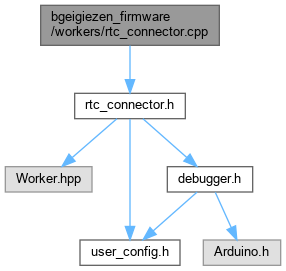 bgeigiezen_firmware
/workers/rtc_connector.cpp
rtc_connector.h
Worker.hpp
debugger.h
user_config.h
Arduino.h